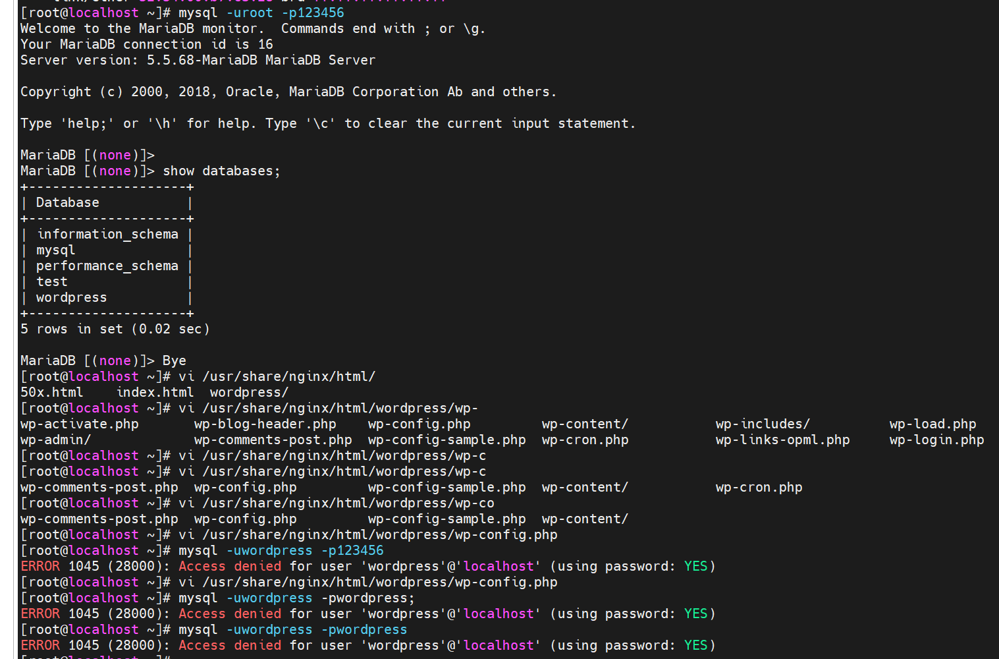 [root@localhost ~]# mysql -uroot -p123456
Welcome to the MariaDB monitor.  Commands end with ; or \g.
Your MariaDB connection id is 16
Server version: 5.5.68-MariaDB MariaDB Server
Copyright (c) 2000, 2018, Oracle, MariaDB Corporation Ab and others.
Type 'help;' or '\h' for help. Type '\c' to clear the current input statement.
MariaDB [(none)]>
MariaDB [(none)]> show databases;
+--------------------+
| Database           |
+--------------------+
| information_schema |
| mysql              |
| performance_schema |
| test               |
| wordpress          |
+--------------------+
5 rows in set (0.02 sec)
MariaDB [(none)]> Bye
[root@localhost ~]# vi /usr/share/nginx/html/
50x.html    index.html  wordpress/
[root@localhost ~]# vi /usr/share/nginx/html/wordpress/wp-
wp-activate.php       wp-blog-header.php    wp-config.php         wp-content/           wp-includes/          wp-load.php
wp-admin/             wp-comments-post.php  wp-config-sample.php  wp-cron.php           wp-links-opml.php     wp-login.php
[root@localhost ~]# vi /usr/share/nginx/html/wordpress/wp-c
[root@localhost ~]# vi /usr/share/nginx/html/wordpress/wp-c
wp-comments-post.php  wp-config.php         wp-config-sample.php  wp-content/           wp-cron.php
[root@localhost ~]# vi /usr/share/nginx/html/wordpress/wp-co
wp-comments-post.php  wp-config.php         wp-config-sample.php  wp-content/
[root@localhost ~]# vi /usr/share/nginx/html/wordpress/wp-config.php
[root@localhost ~]# mysql -uwordpress -p123456
ERROR 1045 (28000): Access denied for user 'wordpress'@'localhost' (using password: YES)
[root@localhost ~]# vi /usr/share/nginx/html/wordpress/wp-config.php
[root@localhost ~]# mysql -uwordpress -pwordpress;
ERROR 1045 (28000): Access denied for user 'wordpress'@'localhost' (using password: YES)
[root@localhost ~]# mysql -uwordpress -pwordpress
ERROR 1045 (28000): Access denied for user 'wordpress'@'localhost' (using password: YES)
[root@localhost ~]#